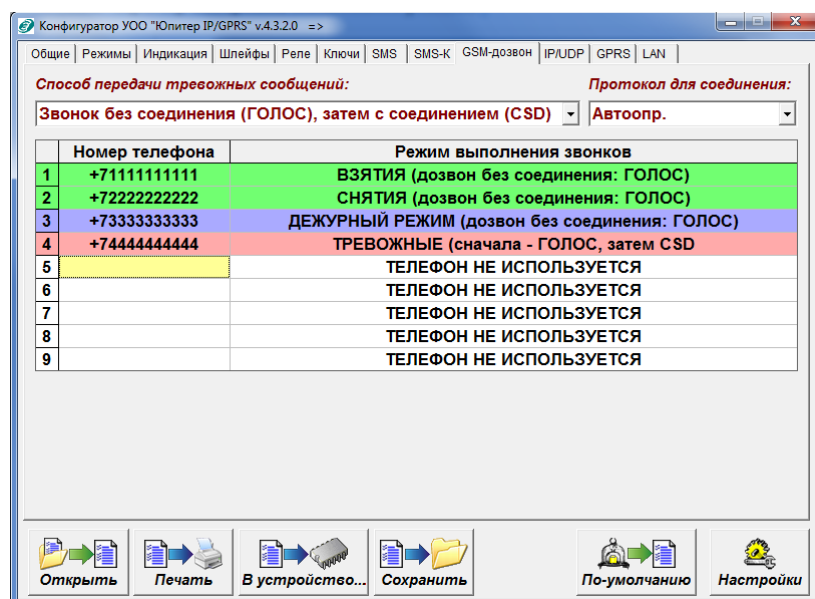 Конфигуратор УОО "Юпитер IP/GPRS" v.4.3.2.0 =>
Общие Режимы Индикация Шлейфы Реле Ключи SMS SMS-К GSM-дозвон IP/UDP GPRS LAN
Способ передачи тревожных сообщений: Протокол для соединения:
Звонок без соединения (ГОЛОС), затем с соединением (CSD) Автоопр.
Номер телефона Режим выполнения звонков
1 +71111111111 ВЗЯТИЯ (дозвон без соединения: ГОЛОС)
2 +72222222222 СНЯТИЯ (дозвон без соединения: ГОЛОС)
3 +73333333333 ДЕЖУРНЫЙ РЕЖИМ (дозвон без соединения: ГОЛОС)
4 +74444444444 ТРЕВОЖНЫЕ (сначала - ГОЛОС, затем CSD
5 ТЕЛЕФОН НЕ ИСПОЛЬЗУЕТСЯ
6 ТЕЛЕФОН НЕ ИСПОЛЬЗУЕТСЯ
7 ТЕЛЕФОН НЕ ИСПОЛЬЗУЕТСЯ
8 ТЕЛЕФОН НЕ ИСПОЛЬЗУЕТСЯ
9 ТЕЛЕФОН НЕ ИСПОЛЬЗУЕТСЯ
Открыть Печать В устройство... Сохранить По-умолчанию Настройки